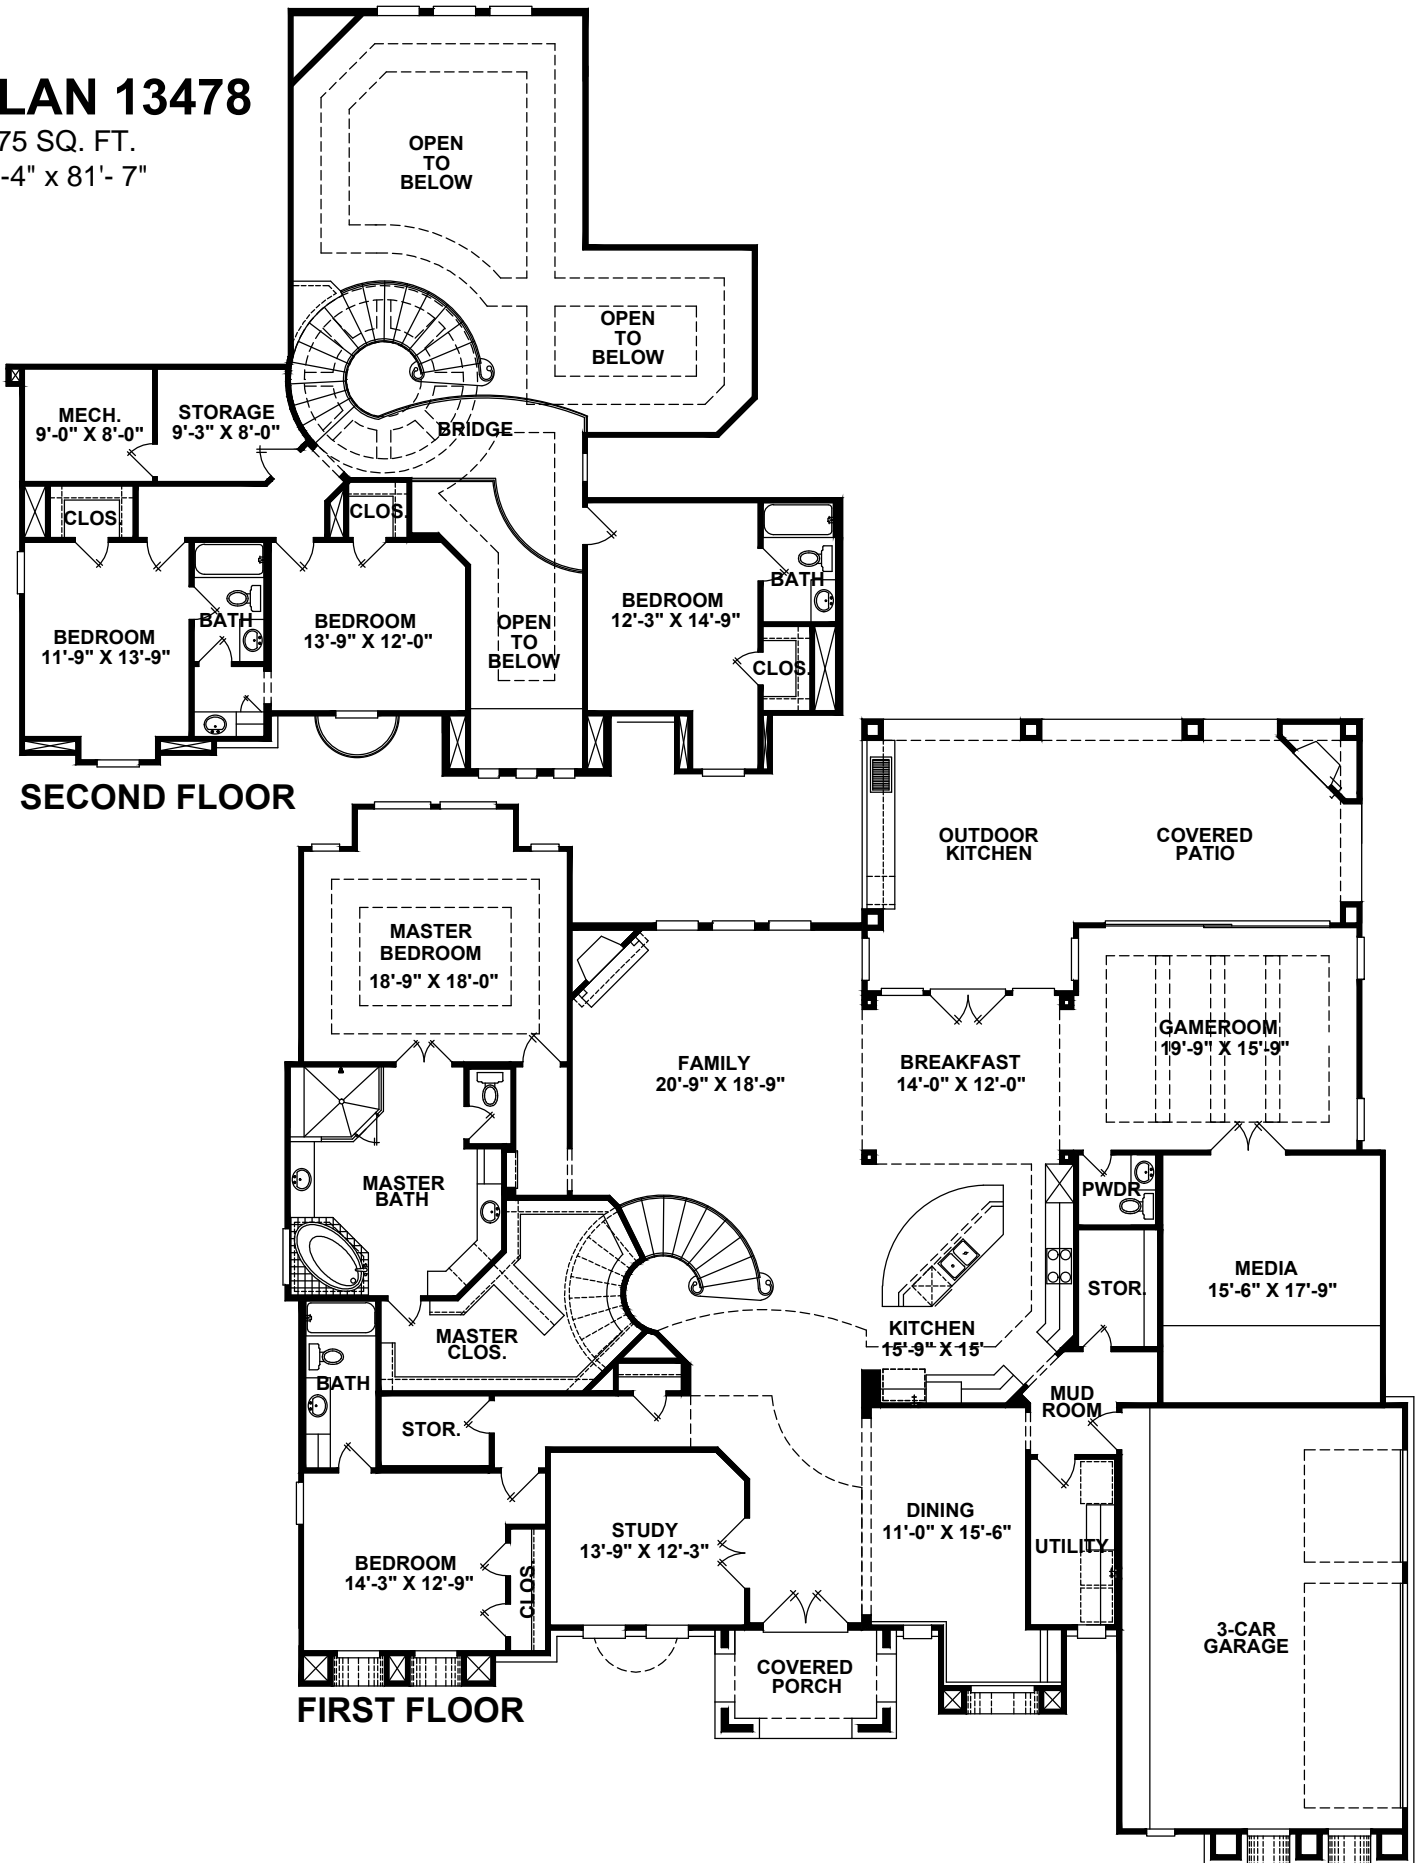 LAN 13478
75 SQ. FT.
-4" x 81'- 7"
OPEN
TO
BELOW
OPEN
TO
BELOW
MECH.
9'-0" X 8'-0"
STORAGE
9'-3" X 8'-0"
BRIDGE
CLOS.
CLOS.
BEDROOM
11'-9" X 13'-9"
BATH
BEDROOM
13'-9" X 12'-0"
OPEN
TO
BELOW
BEDROOM
12'-3" X 14'-9"
BATH
CLOS.
SECOND FLOOR
OUTDOOR
KITCHEN
COVERED
PATIO
MASTER
BEDROOM
18'-9" X 18'-0"
FAMILY
20'-9" X 18'-9"
BREAKFAST
14'-0" X 12'-0"
GAMEROOM
19'-9" X 15'-9"
MASTER
BATH
PWDR
STOR.
MEDIA
15'-6" X 17'-9"
MASTER
CLOS.
KITCHEN
15'-9" X 15'
BATH
STOR.
MUD
ROOM
STUDY
13'-9" X 12'-3"
DINING
11'-0" X 15'-6"
UTILITY
BEDROOM
14'-3" X 12'-9"
CLOS.
COVERED
PORCH
3-CAR
GARAGE
FIRST FLOOR